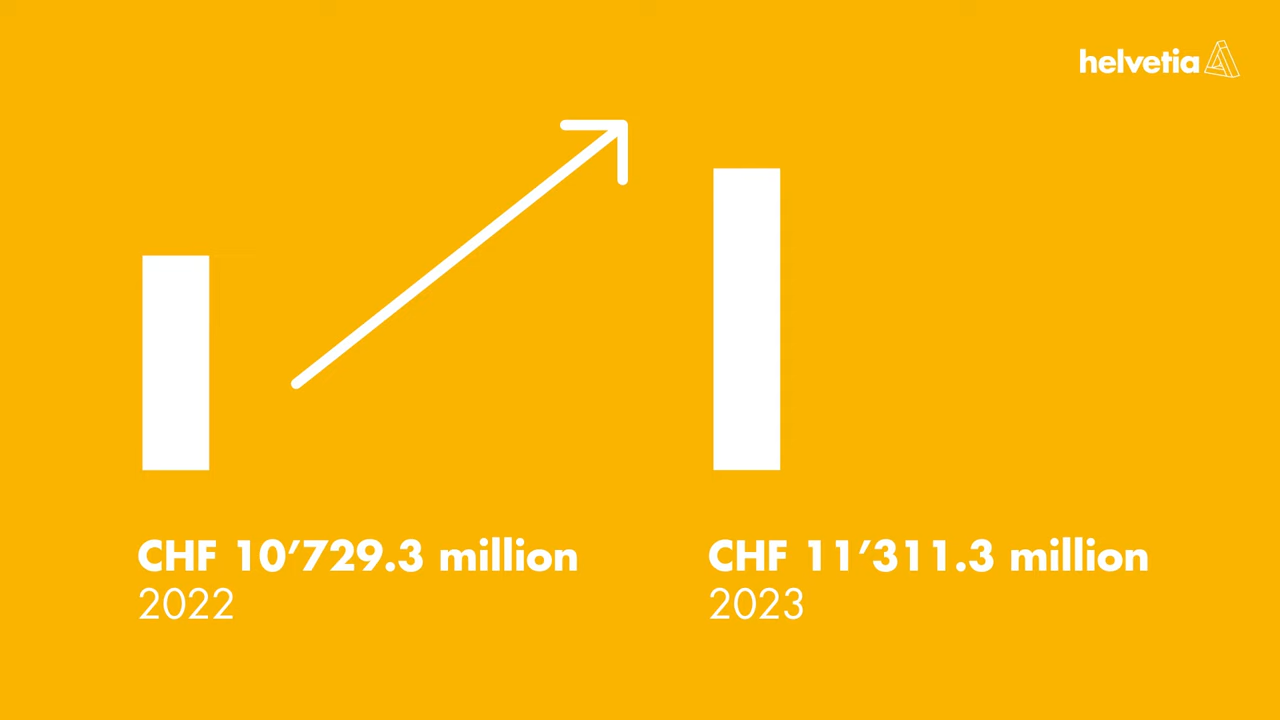 helvetia
CHF 10’729.3 million
2022
CHF 11’311.3 million
2023